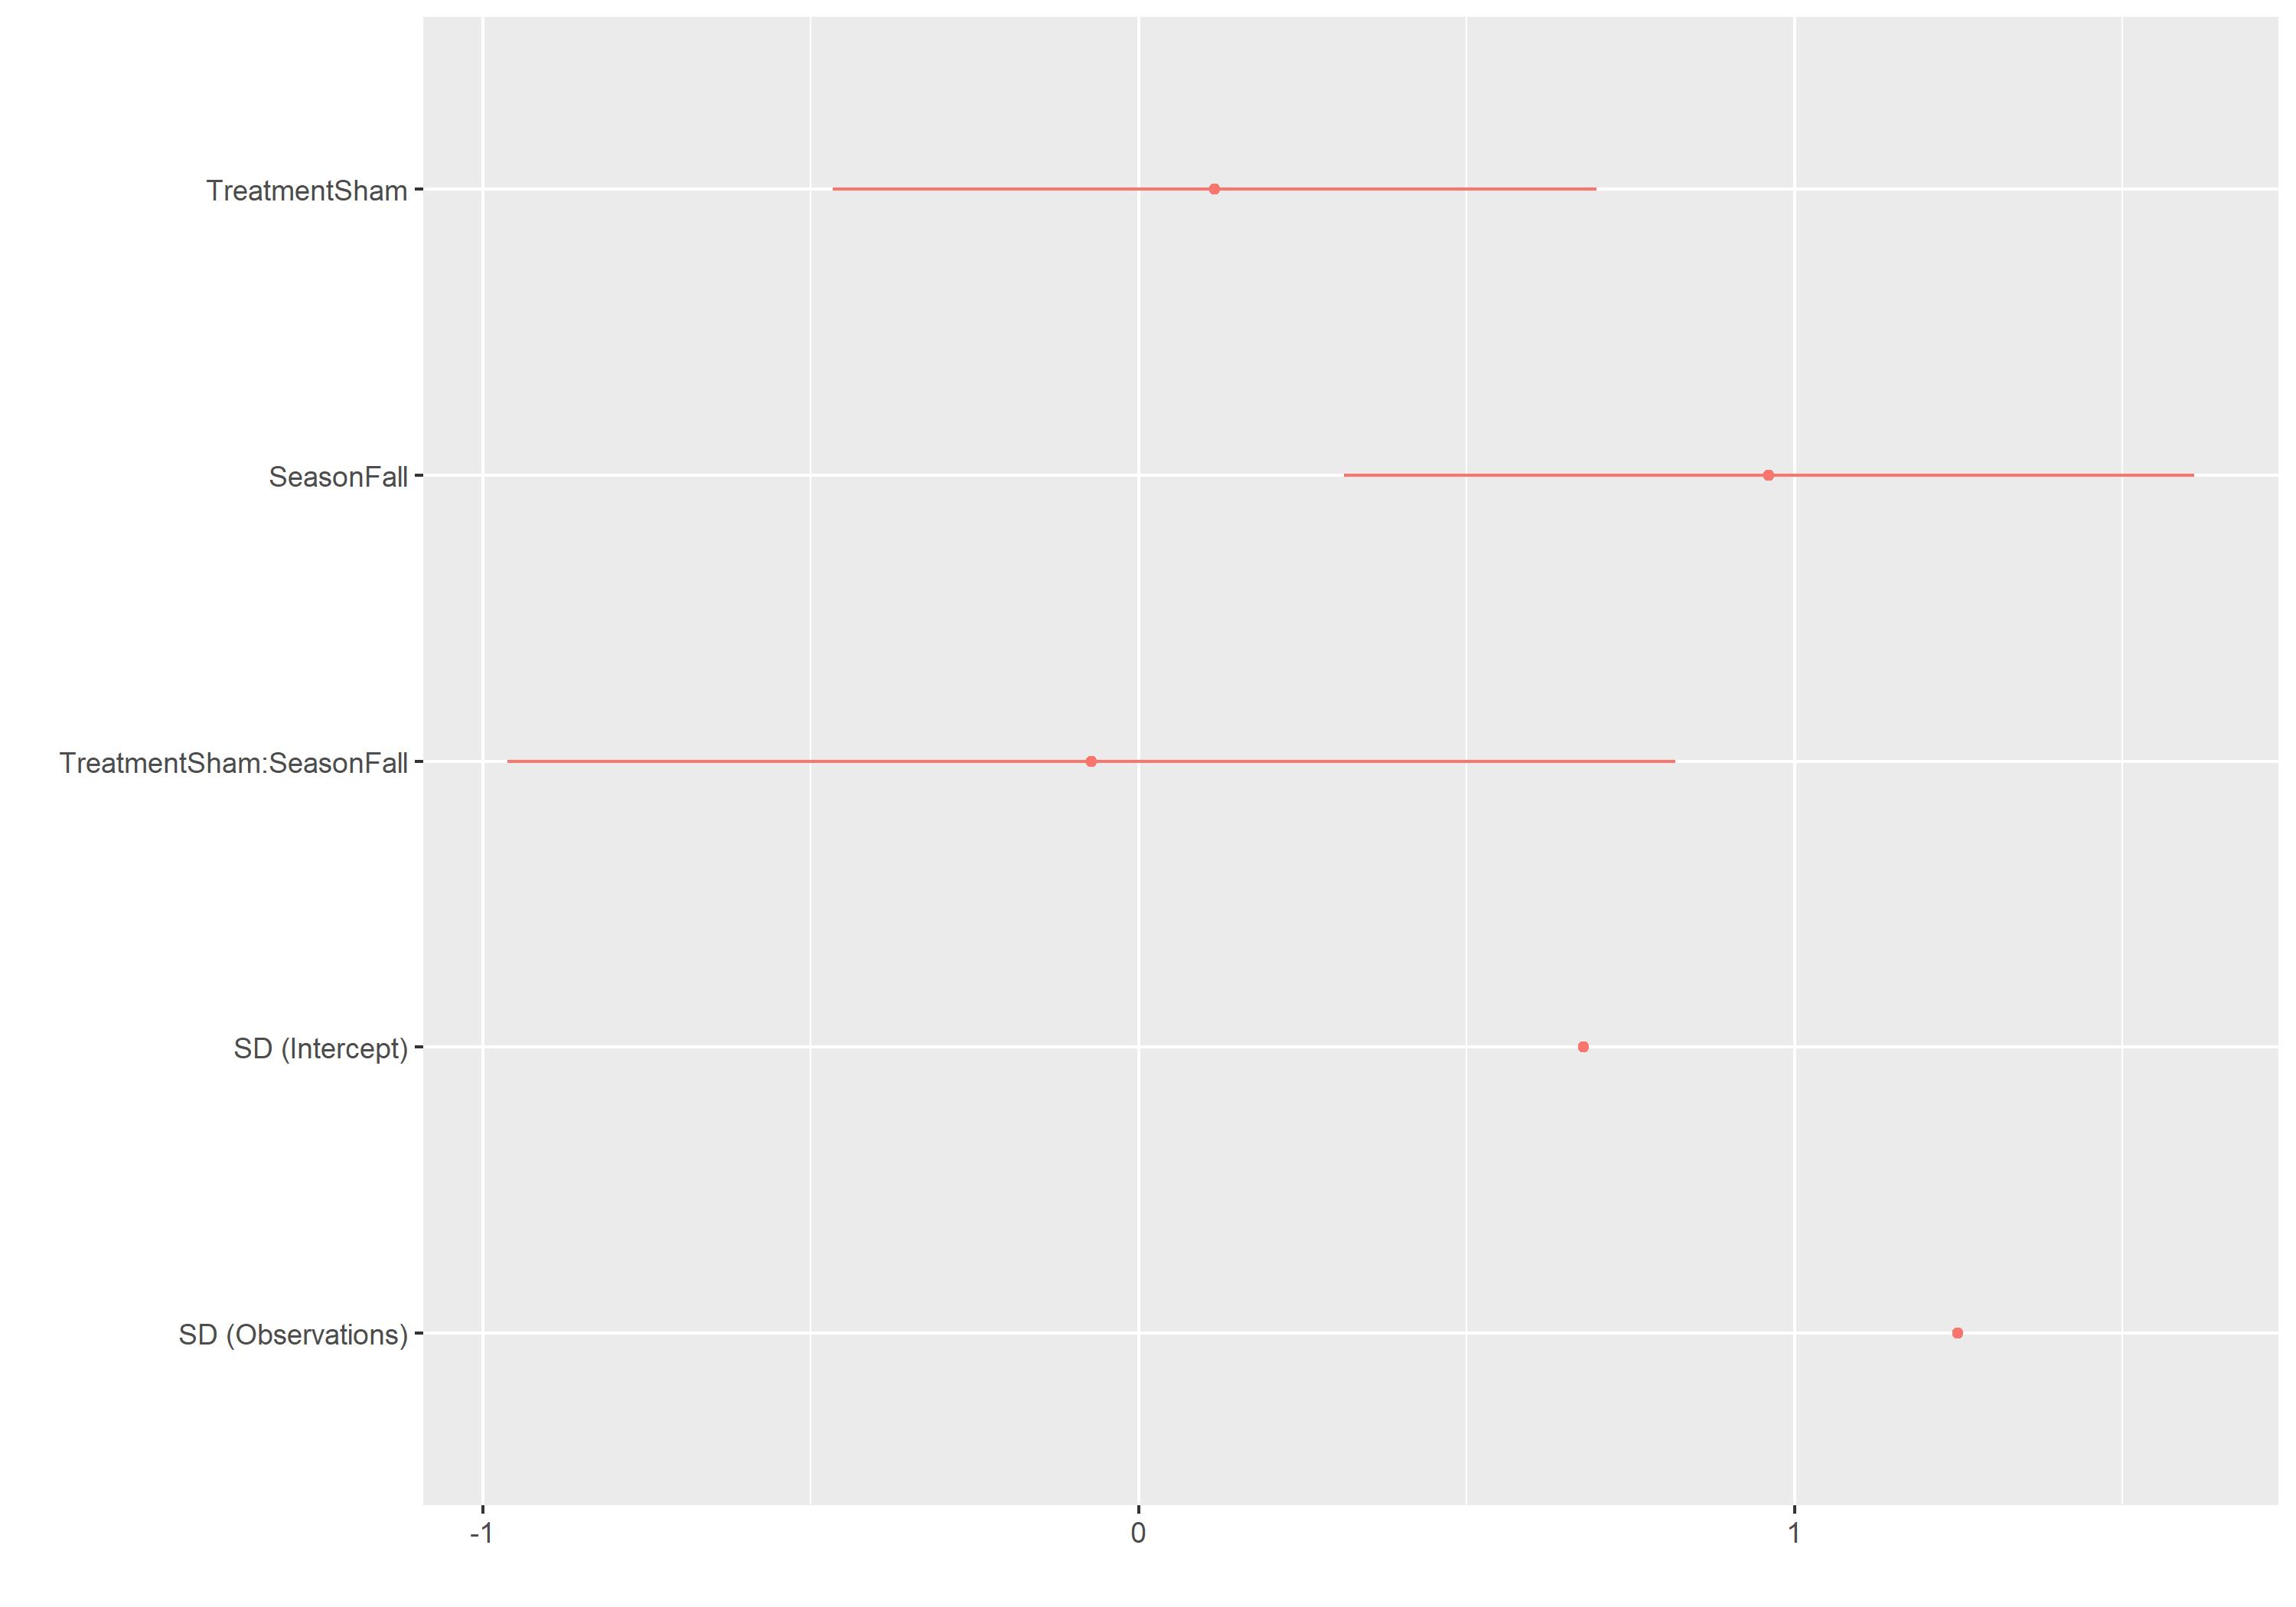 TreatmentSham
SeasonFall
TreatmentSham:SeasonFall
SD (Intercept)
SD (Observations)
-1
0
1